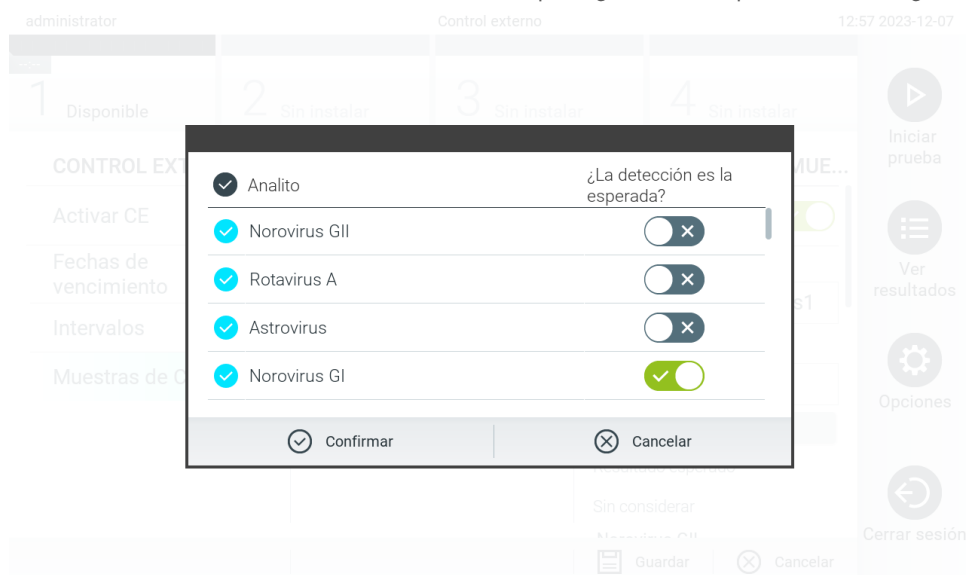 administrator
Control externo
12:57 2023-12-07
1 Disponible
2 Sin instalar
3 Sin instalar
4 Sin instalar
Iniciar
prueba
CONTROL EXT
MUE...
¿La detección es la
esperada?
Analito
Activar CE
Norovirus GII
Fechas de
vencimiento
Rotavirus A
Ver
resultados
s1
Intervalos
Astrovirus
Muestras de C
Norovirus GI
Opciones
Confirmar
Cancelar
Sin considerar
Cerrar sesión
Guardar
Cancelar